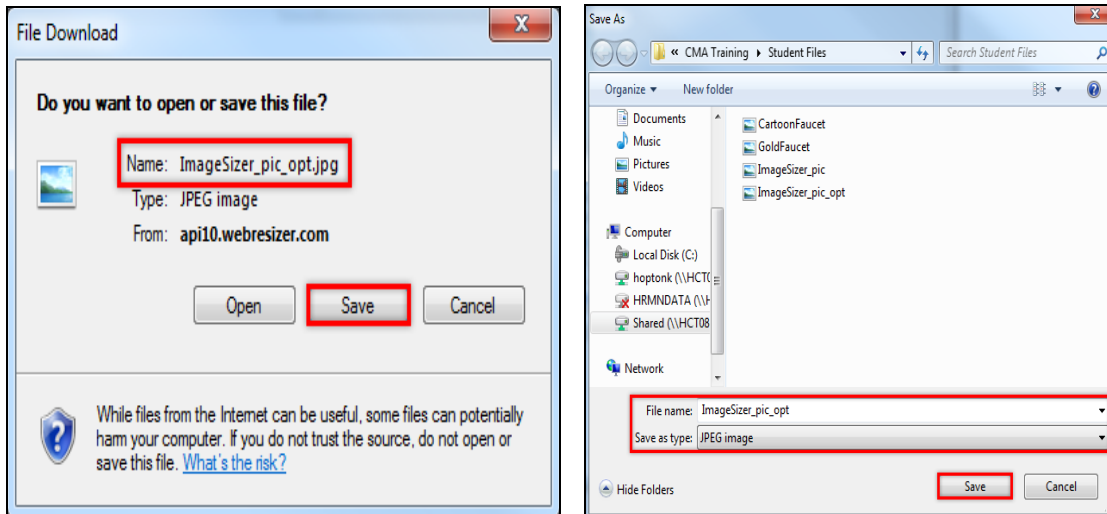 File Download
Do you want to open or save this file?
Name: ImageSizer_pic_opt.jpg
Type: JPEG image
From: api10.webresizer.com
Open Save Cancel
While files from the Internet can be useful, some files can potentially
harm your computer. If you do not trust the source, do not open or
save this file. What's the risk?
Save As
« CMA Training Student Files Search Student Files
Organize New folder
Documents
Music
Pictures
Videos
Computer
Local Disk (C:)
hoptonk (\\HCT0
HRMNDATA (\\H
Shared (\\HCT08
Network
CartoonFaucet
GoldFaucet
ImageSizer_pic
ImageSizer_pic_opt
File name: ImageSizer_pic_opt
Save as type: JPEG image
Hide Folders Save Cancel